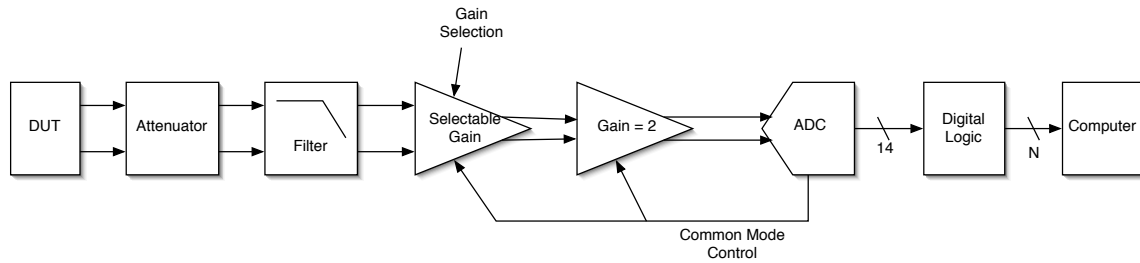 Gain
Selection
DUT
Attenuator
Filter
Selectable
Gain
Gain = 2
ADC
14
Digital
Logic
N
Computer
Common Mode
Control